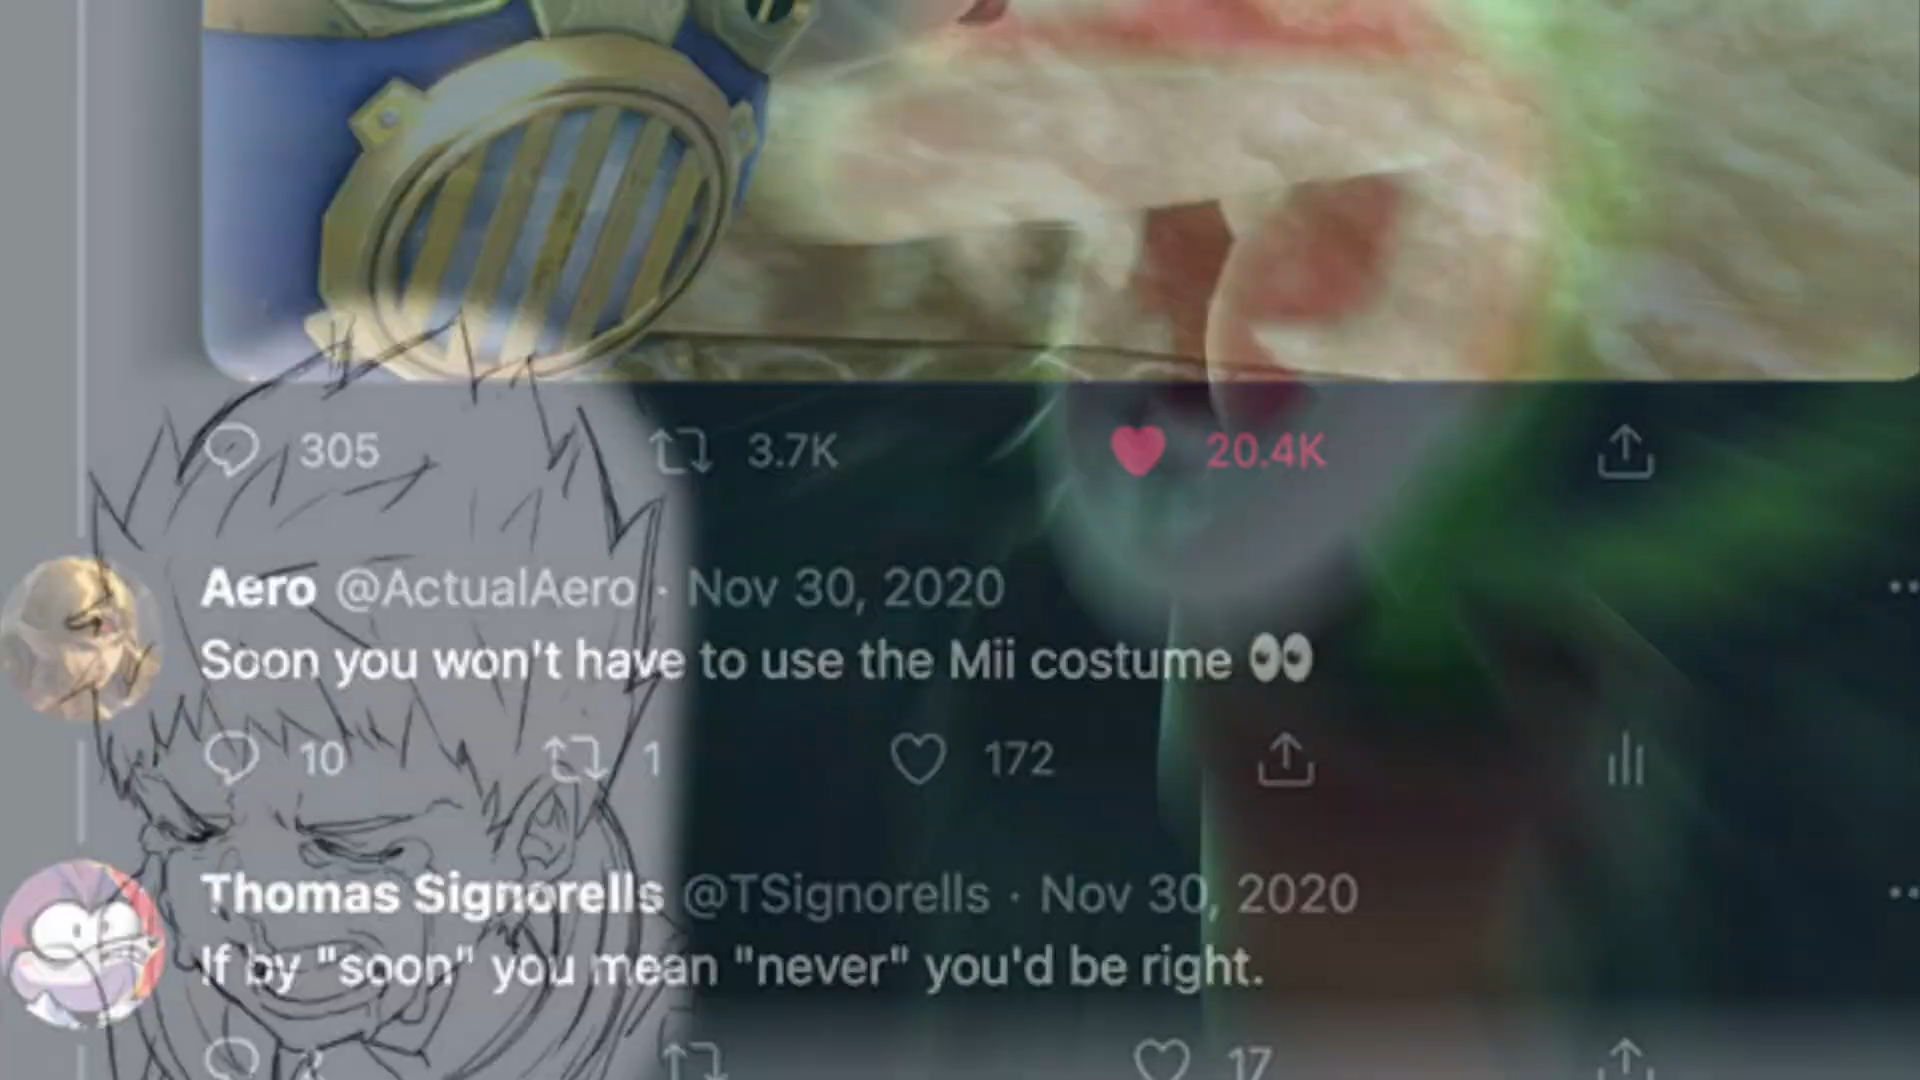 305 3.7K 20.4K
Aero @ActualAero · Nov 30, 2020
Soon you won't have to use the Mii costume 👀
10 1 172
Thomas Signorells @TSignorells · Nov 30, 2020
If by "soon" you mean "never" you'd be right.
17